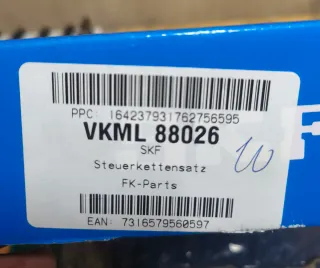 PPC: 164237931762756595
VKML 88026
SKF
Steuerkettensatz
FK-Parts
EAN: 7316579560597